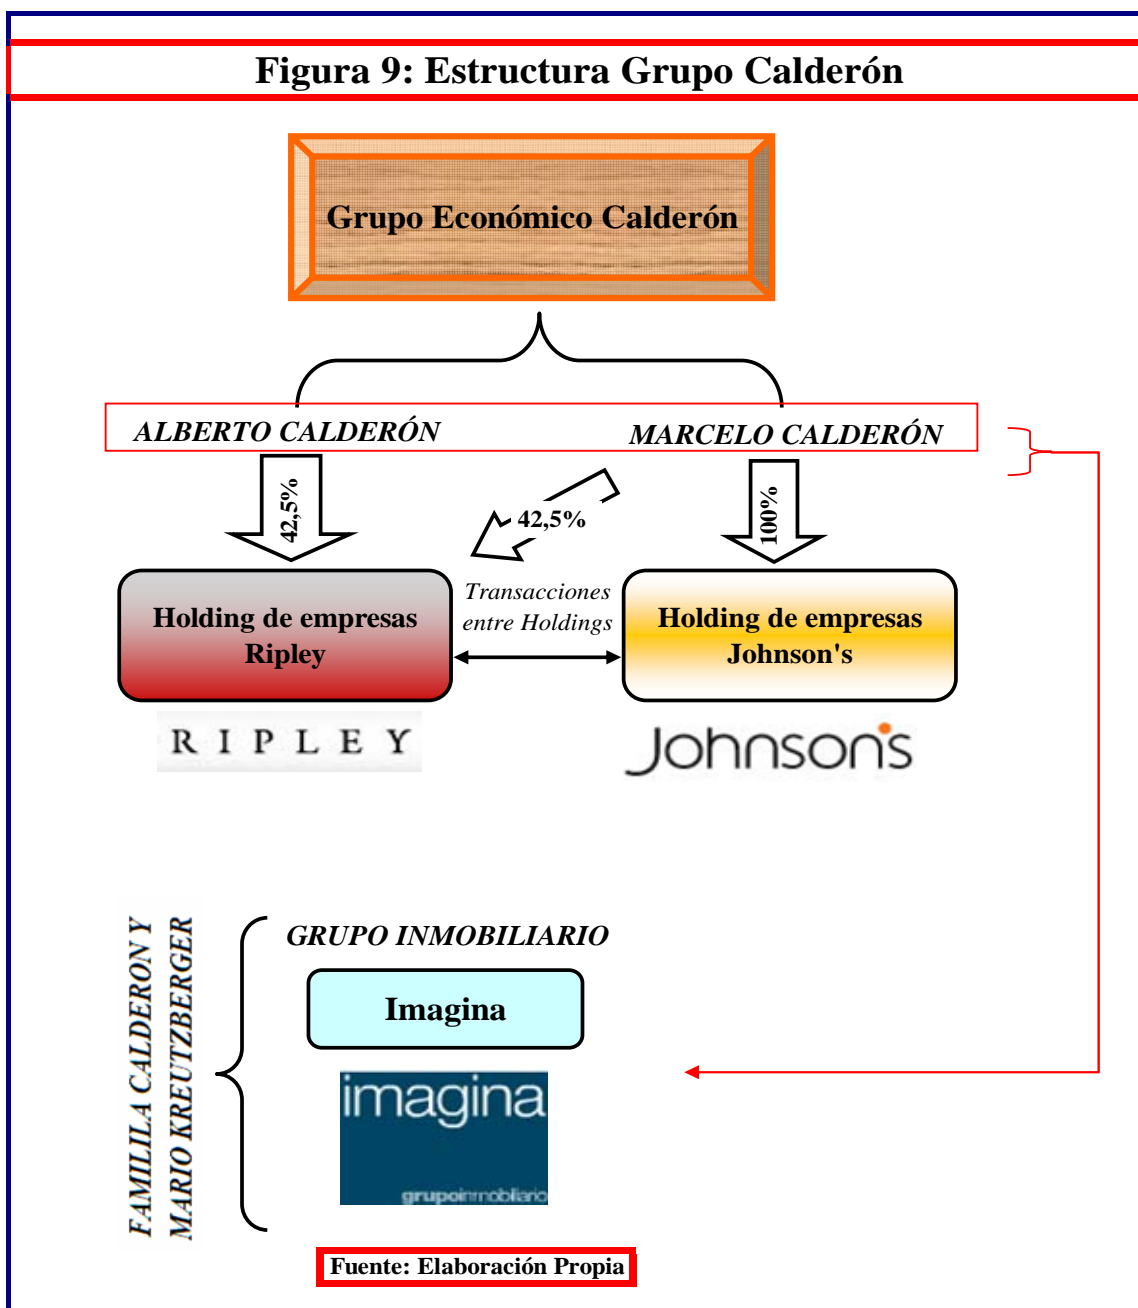 Figura 9: Estructura Grupo Calderón
Grupo Económico Calderón
ALBERTO CALDERÓN
MARCELO CALDERÓN
42,5%
42,5%
100%
Holding de empresas
Ripley
Transacciones
entre Holdings
Holding de empresas
Johnson's
RIPLEY
Johnson's
FAMILILA CALDERON Y
MARIO KREUTZBERGER
GRUPO INMOBILIARIO
Imagina
imagina
grupoinmobiliario
Fuente: Elaboración Propia